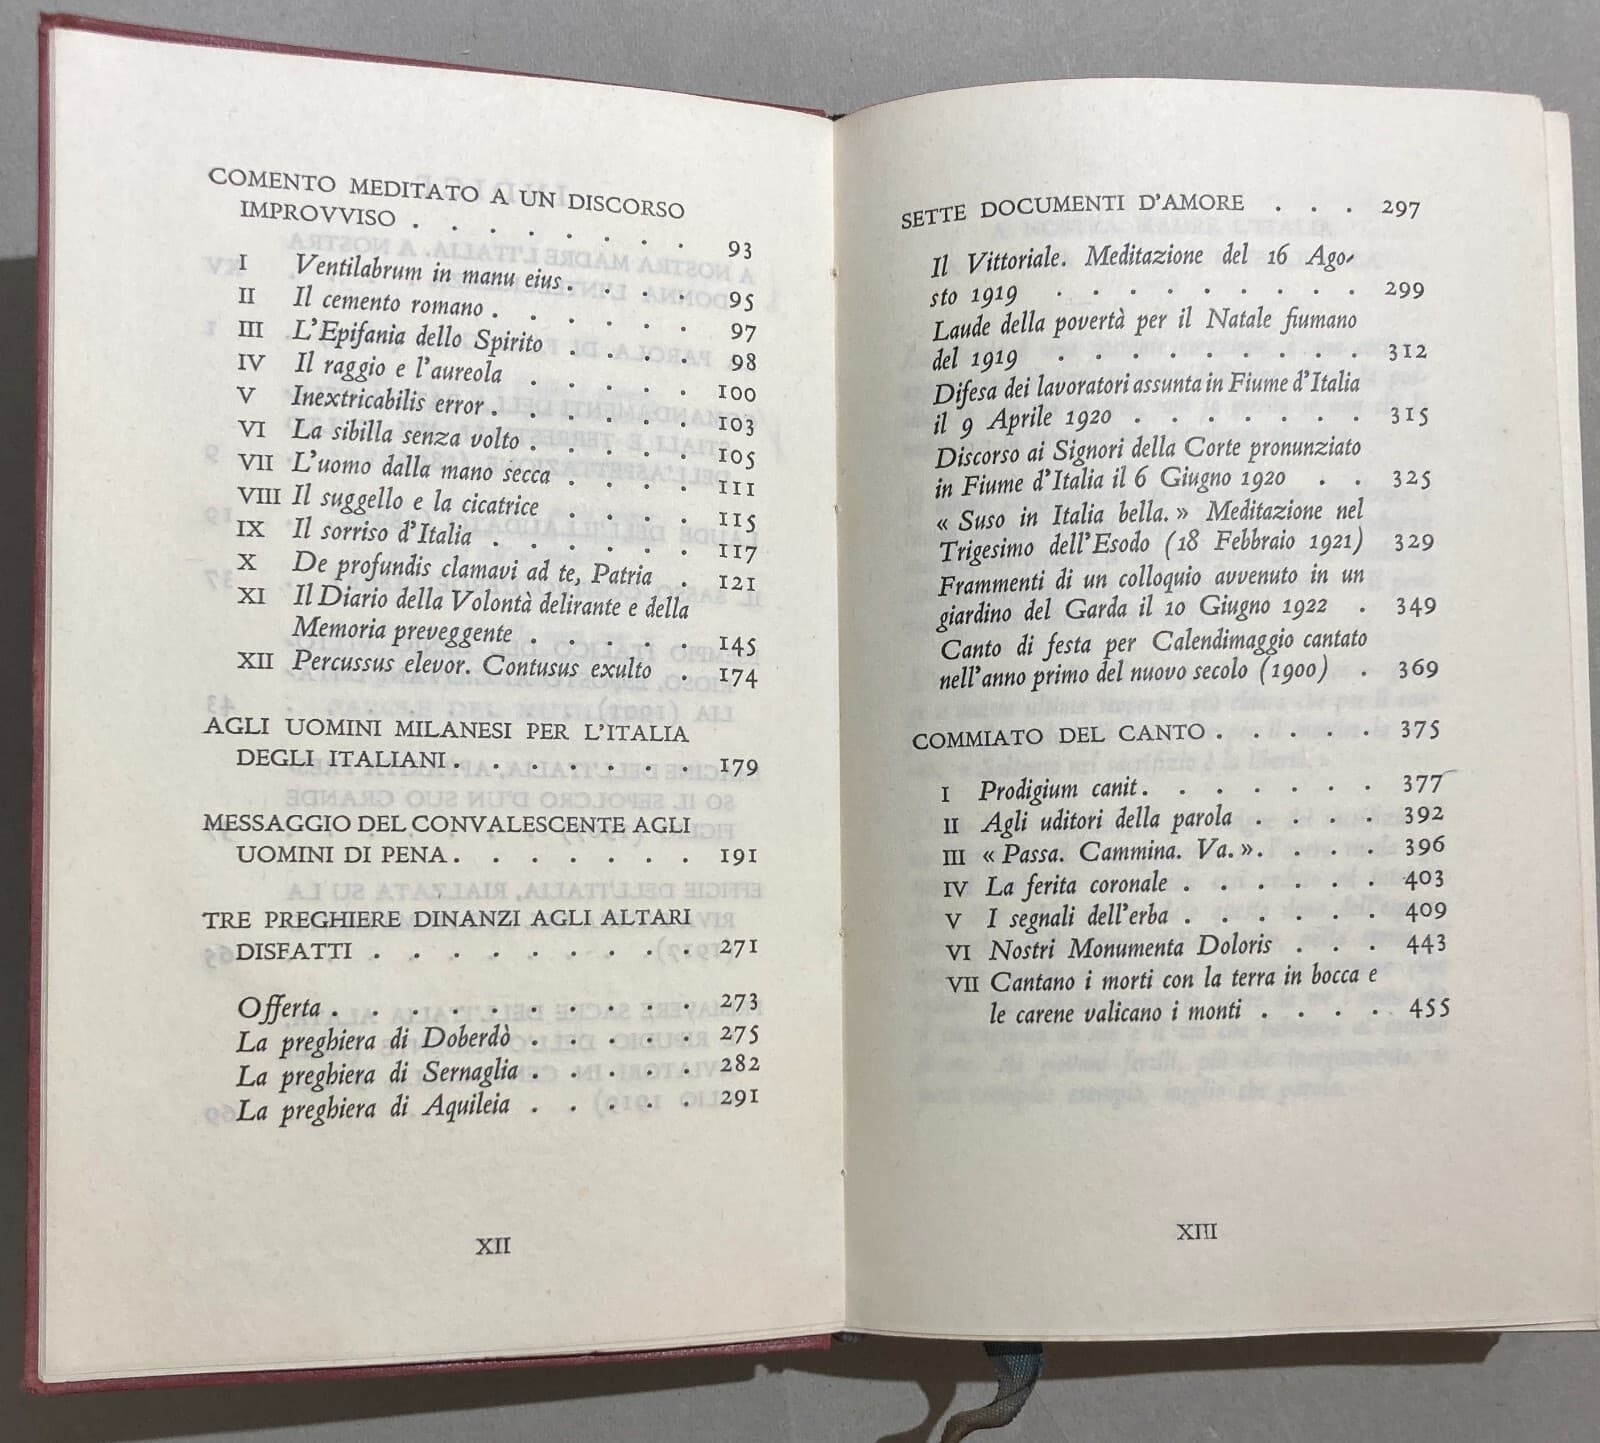 COMENTO MEDITATO A UN DISCORSO
IMPROVVISO . . . . . . . . 93
I Ventilabrum in manu eius . . . . 95
II Il cemento romano . . . . . . 97
III L'Epifania dello Spirito . . . . 98
IV Il raggio e l'aureola . . . . . 100
V Inextricabilis error . . . . . . 103
VI La sibilla senza volto . . . . . 105
VII L'uomo dalla mano secca . . . . 111
VIII Il suggello e la cicatrice . . . . 115
IX Il sorriso d'Italia . . . . . . 117
X De profundis clamavi ad te, Patria . 121
XI Il Diario della Volontà delirante e della
Memoria preveggente . . . . . 145
XII Percussus elevor. Contusus exulto . 174
AGLI UOMINI MILANESI PER L'ITALIA
DEGLI ITALIANI . . . . . . . 179
MESSAGGIO DEL CONVALESCENTE AGLI
UOMINI DI PENA . . . . . . . 191
TRE PREGHIERE DINANZI AGLI ALTARI
DISFATTI . . . . . . . . . 271
Offerta . . . . . . . . . . 273
La preghiera di Doberdò . . . . . 275
La preghiera di Sernaglia . . . . . 282
La preghiera di Aquileia . . . . . 291
XII
SETTE DOCUMENTI D'AMORE . . . 297
Il Vittoriale. Meditazione del 16 Ago-
sto 1919 . . . . . . . . . 299
Laude della povertà per il Natale fiumano
del 1919 . . . . . . . . . 312
Difesa dei lavoratori assunta in Fiume d'Italia
il 9 Aprile 1920 . . . . . . . 315
Discorso ai Signori della Corte pronunziato
in Fiume d'Italia il 6 Giugno 1920 . . 325
« Suso in Italia bella. » Meditazione nel
Trigesimo dell'Esodo (18 Febbraio 1921) 329
Frammenti di un colloquio avvenuto in un
giardino del Garda il 10 Giugno 1922 . 349
Canto di festa per Calendimaggio cantato
nell'anno primo del nuovo secolo (1900) . 369
COMMIATO DEL CANTO . . . . . 375
I Prodigium canit . . . . . . . 377
II Agli uditori della parola . . . . 392
III « Passa. Cammina. Va. » . . . . 396
IV La ferita coronale . . . . . . 403
V I segnali dell'erba . . . . . . 409
VI Nostri Monumenta Doloris . . . 443
VII Cantano i morti con la terra in bocca e
le carene valicano i monti . . . . 455
XIII